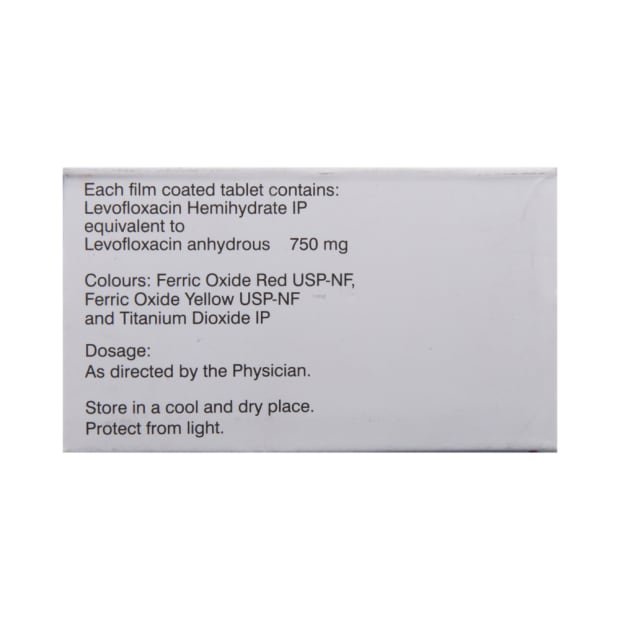 Each film coated tablet contains:
Levofloxacin Hemihydrate IP
equivalent to
Levofloxacin anhydrous 750 mg
Colours: Ferric Oxide Red USP-NF,
Ferric Oxide Yellow USP-NF
and Titanium Dioxide IP
Dosage:
As directed by the Physician.
Store in a cool and dry place.
Protect from light.